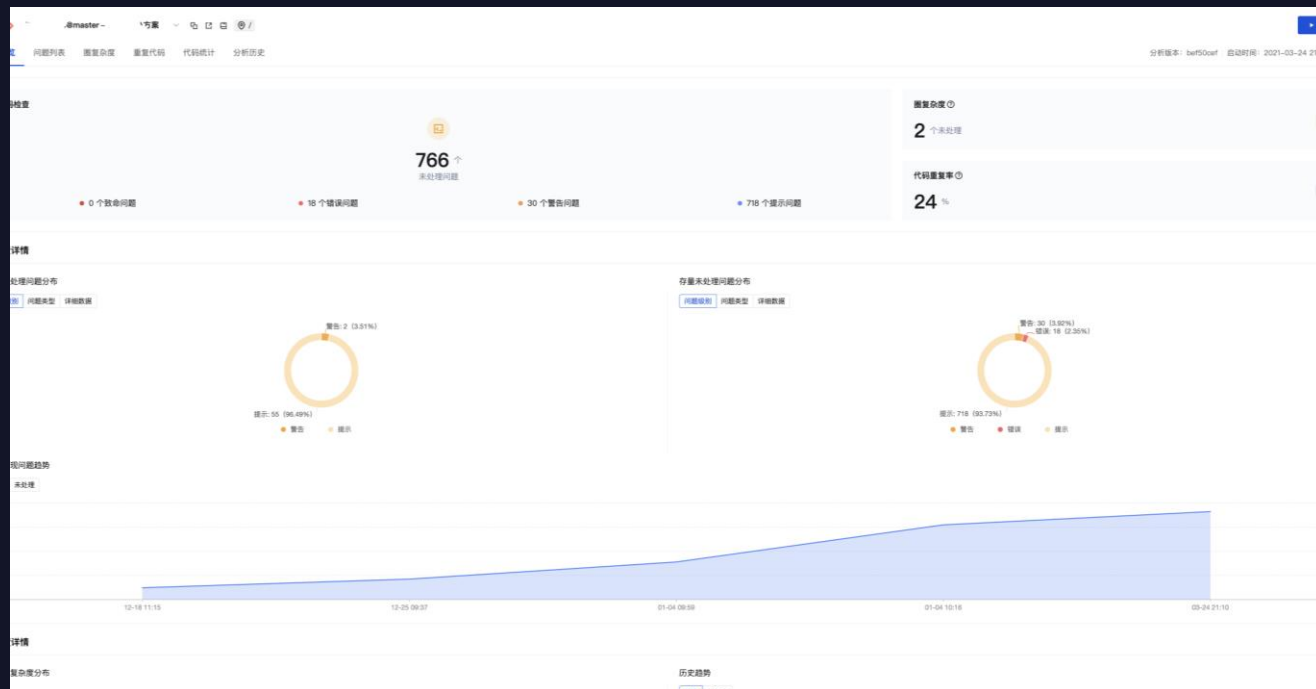 @master - 方案
览 问题列表 圈复杂度 重复代码 代码统计 分析历史
分析版本: bef50cef 启动时间: 2021-03-24 21
码检查
766 个
未处理问题
0 个致命问题 18 个错误问题 30 个警告问题 718 个提示问题
圈复杂度
2 个未处理
代码重复率
24 %
详情
处理问题分布
别 问题类型 详细数据
警告: 2 (3.51%)
提示: 55 (96.49%)
警告 提示
存量未处理问题分布
问题级别 问题类型 详细数据
警告: 30 (3.92%)
错误: 18 (2.35%)
提示: 718 (93.73%)
警告 错误 提示
现问题趋势
未处理
12-18 11:15 12-25 09:37 01-04 09:59 01-04 10:16 03-24 21:10
详情
复杂度分布
历史趋势